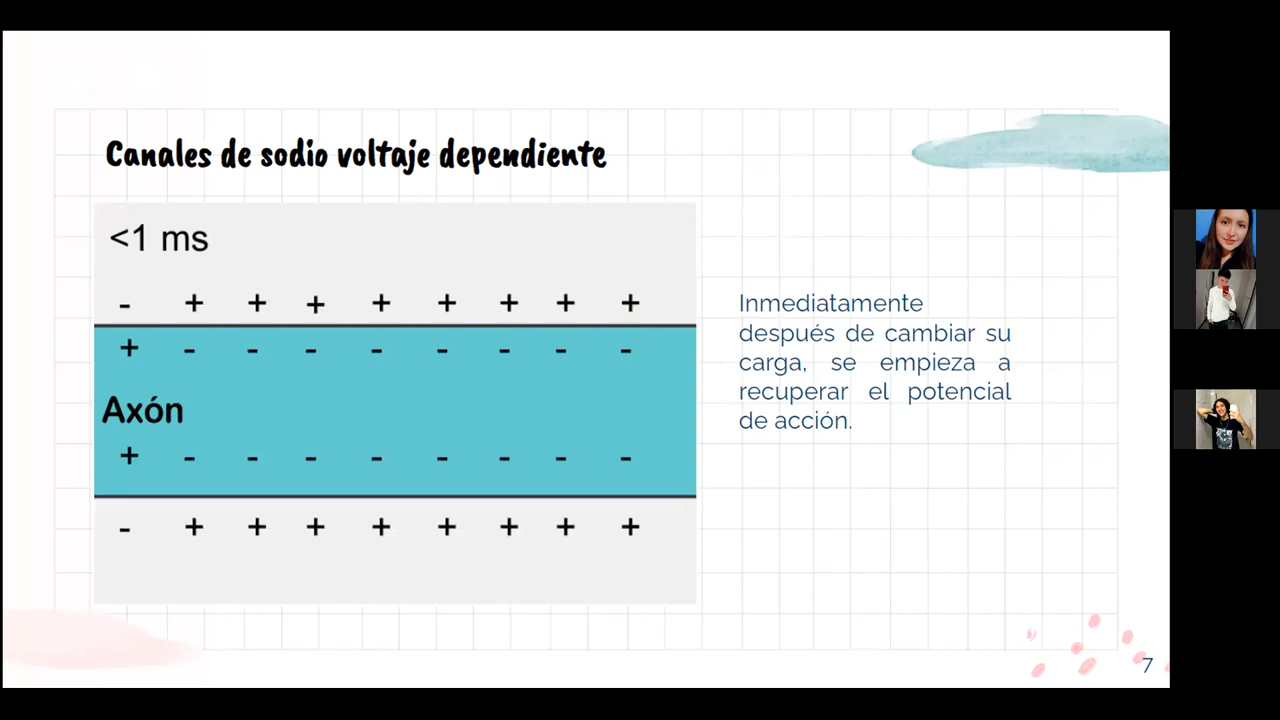 Canales de sodio voltaje dependiente
<1 ms
- + + + + + + + +
+ - - - - - - - -
Axón
+ - - - - - - - -
- + + + + + + + +
Inmediatamente
después de cambiar su
carga, se empieza a
recuperar el potencial
de acción.
7